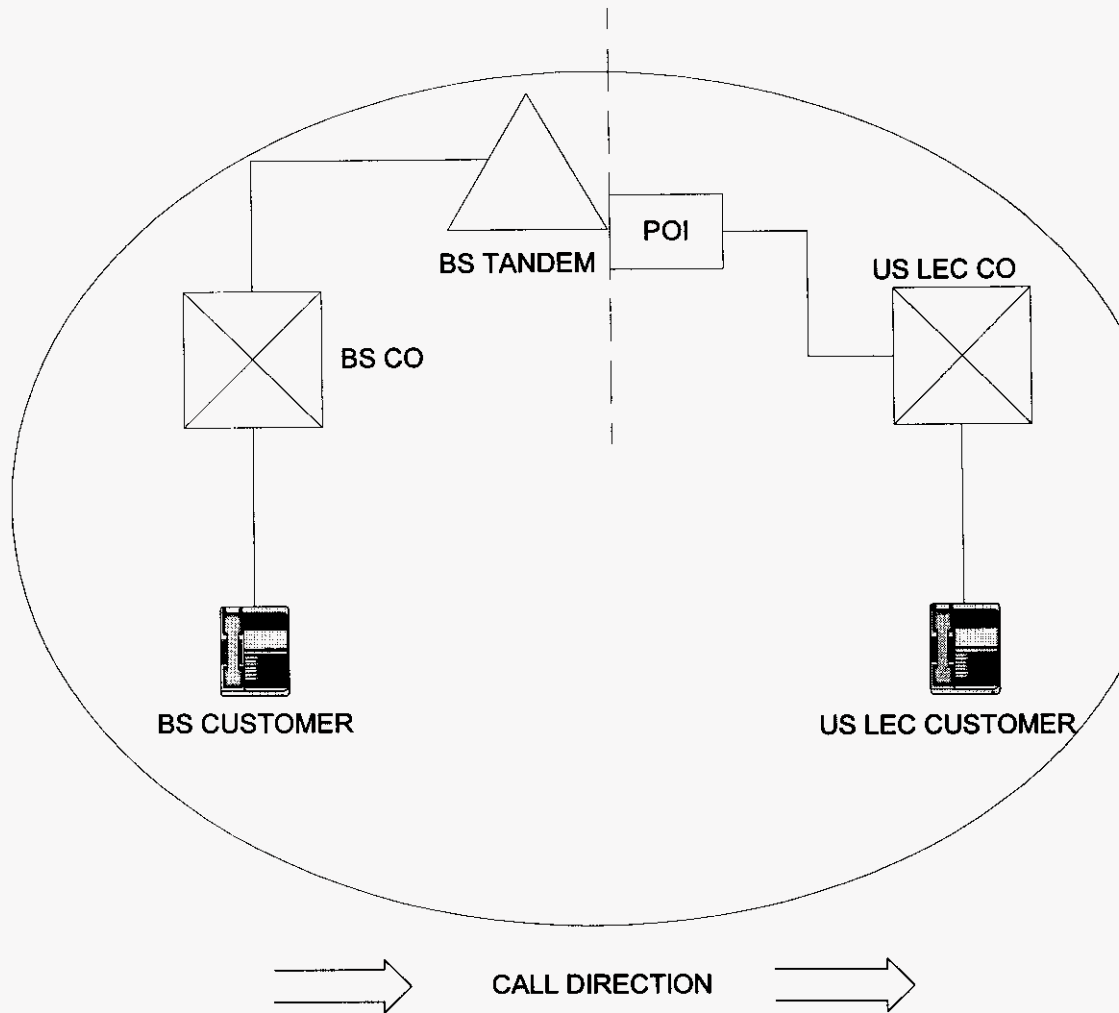 POI
BS TANDEM
US LEC CO
BS CO
BS CUSTOMER
US LEC CUSTOMER
CALL DIRECTION